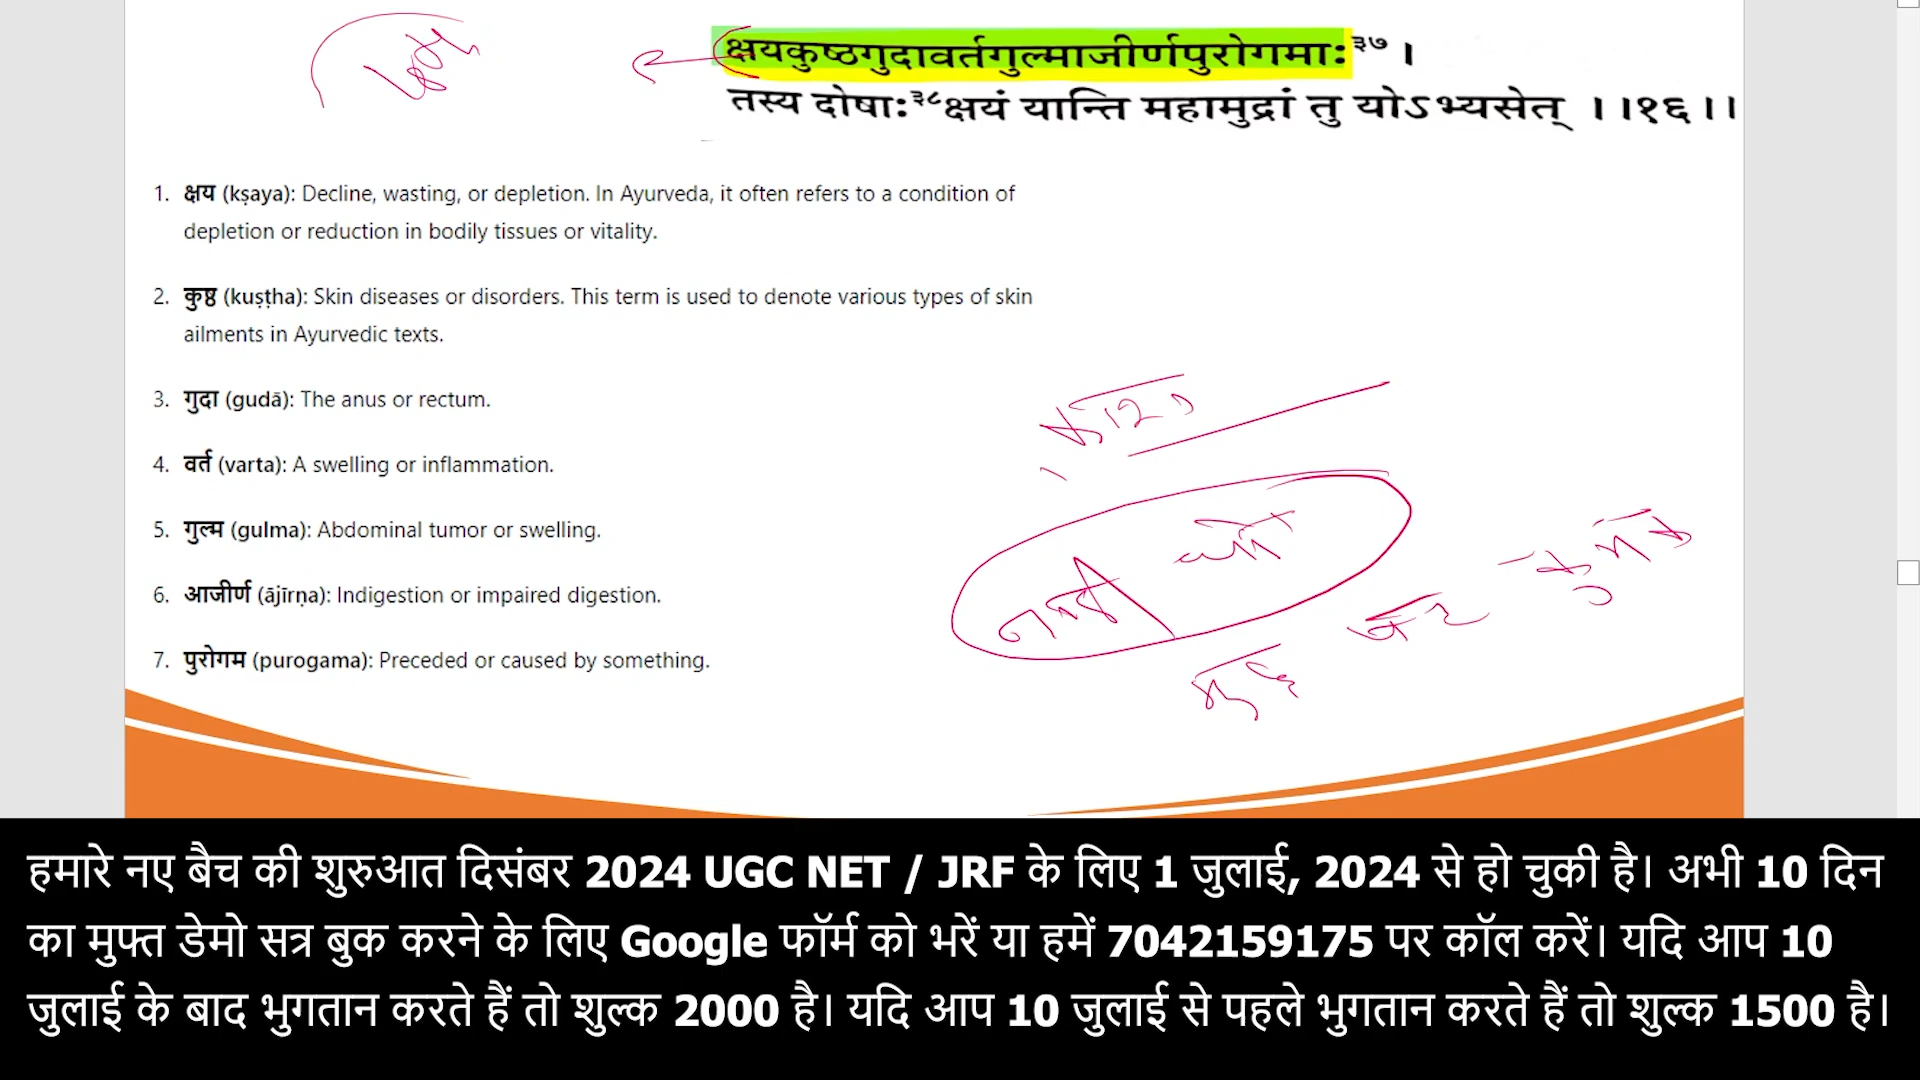 क्षयकुष्ठगुदावर्तगुल्माजीर्णपुरोगमाः३७ ।
तस्य दोषाः३८क्षयं यान्ति महामुद्रां तु योऽभ्यसेत् ।।१६।।
1. क्षय (kṣaya): Decline, wasting, or depletion. In Ayurveda, it often refers to a condition of
depletion or reduction in bodily tissues or vitality.
2. कुष्ठ (kuṣṭha): Skin diseases or disorders. This term is used to denote various types of skin
ailments in Ayurvedic texts.
3. गुदा (gudā): The anus or rectum.
4. वर्त (varta): A swelling or inflammation.
5. गुल्म (gulma): Abdominal tumor or swelling.
6. आजीर्ण (ājīrṇa): Indigestion or impaired digestion.
7. पुरोगम (purogama): Preceded or caused by something.
हमारे नए बैच की शुरुआत दिसंबर 2024 UGC NET / JRF के लिए 1 जुलाई, 2024 से हो चुकी है। अभी 10 दिन
का मुफ्त डेमो सत्र बुक करने के लिए Google फॉर्म को भरें या हमें 7042159175 पर कॉल करें। यदि आप 10
जुलाई के बाद भुगतान करते हैं तो शुल्क 2000 है। यदि आप 10 जुलाई से पहले भुगतान करते हैं तो शुल्क 1500 है।